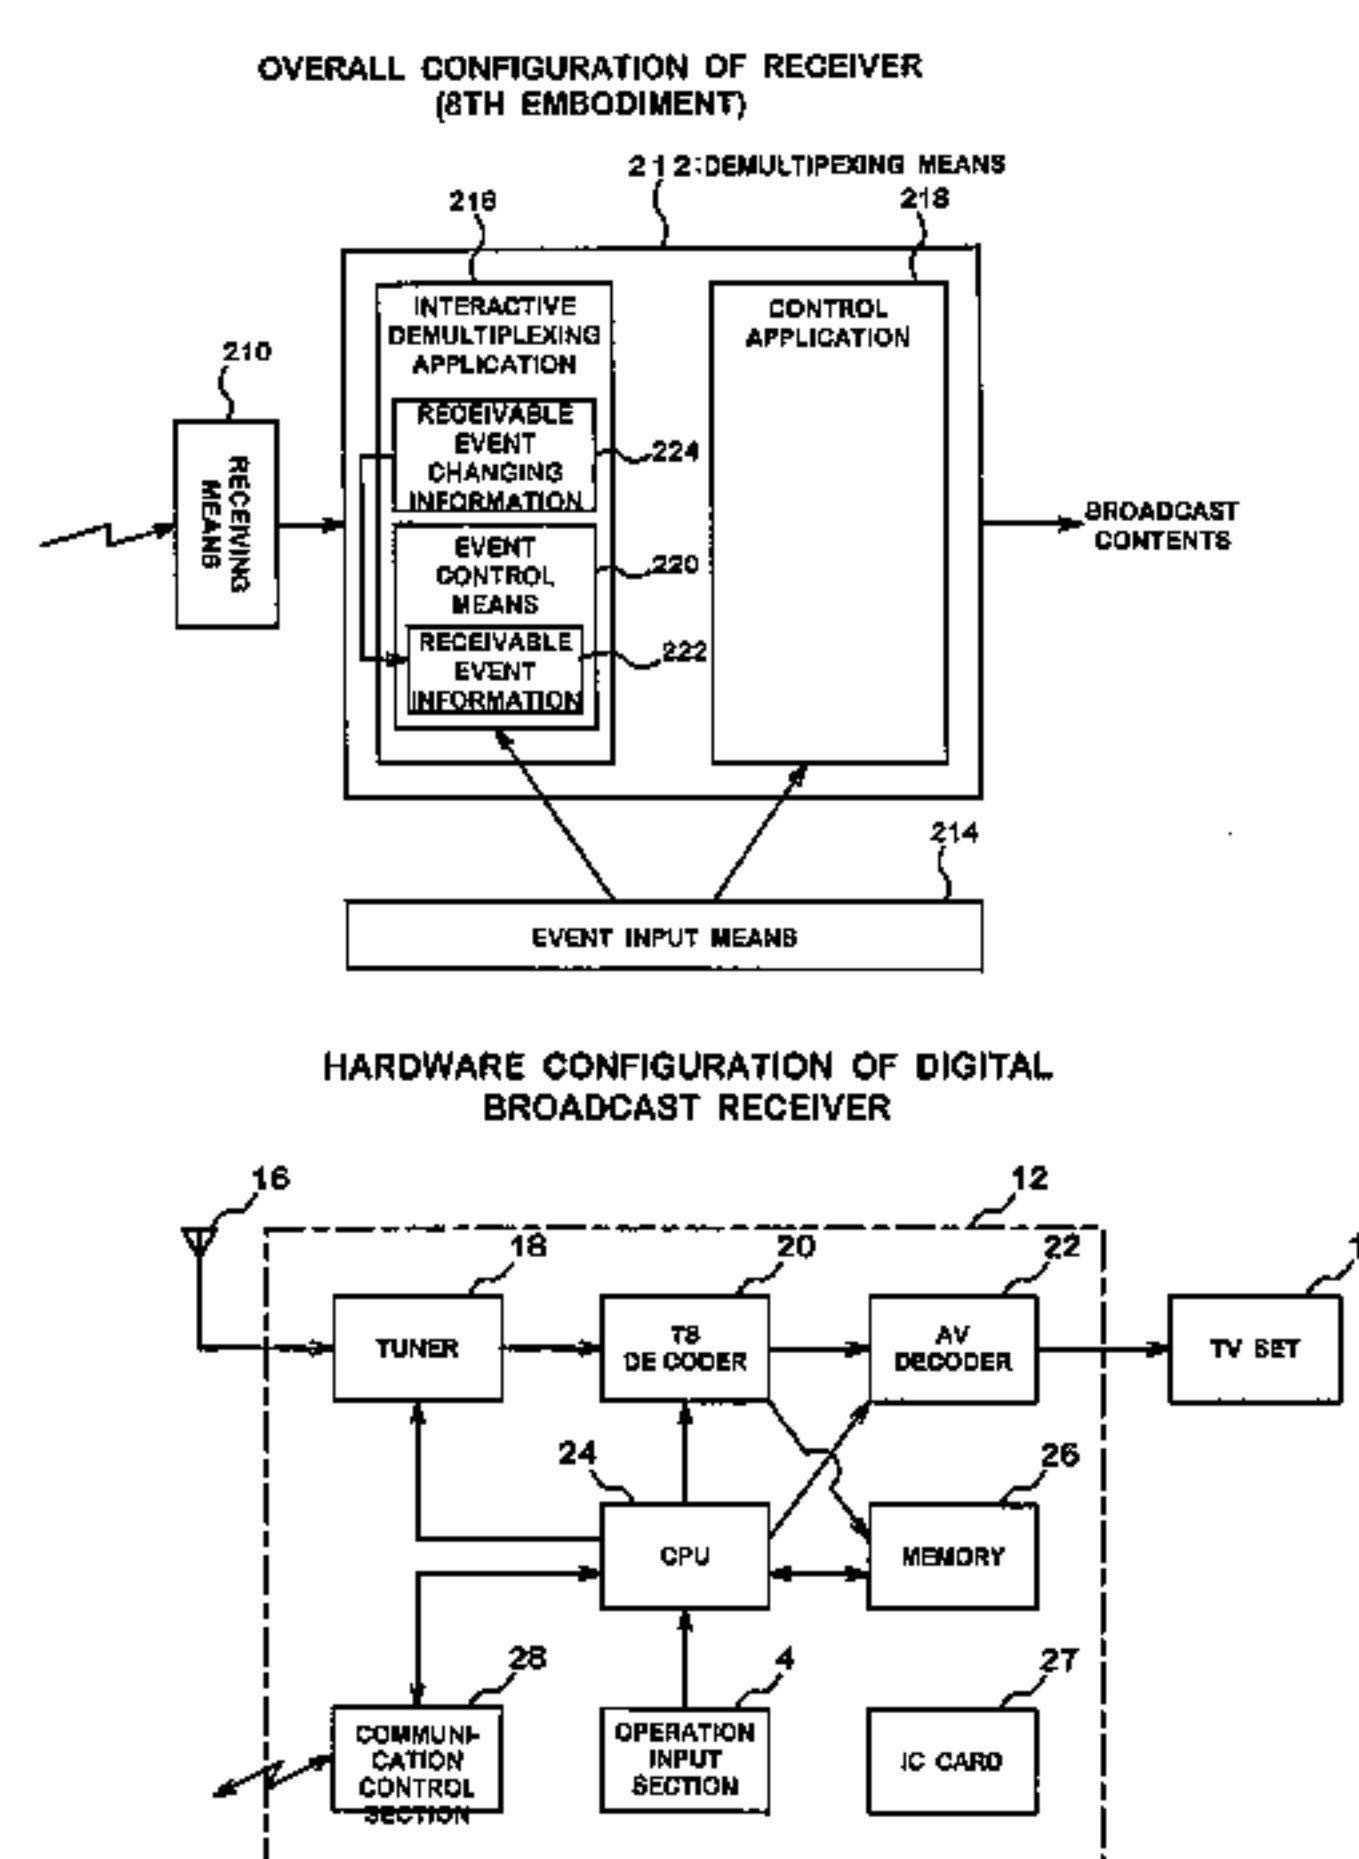 OVERALL CONFIGURATION OF RECEIVER
(8TH EMBODIMENT)
212:DEMULTIPEXING MEANS
216
218
INTERACTIVE
DEMULTIPLEXING
APPLICATION
CONTROL
APPLICATION
210
RECEIVING
MEANS
RECEIVABLE
EVENT
CHANGING
INFORMATION
224
EVENT
CONTROL
MEANS
220
RECEIVABLE
EVENT
INFORMATION
222
BROADCAST
CONTENTS
214
EVENT INPUT MEANS
HARDWARE CONFIGURATION OF DIGITAL
BROADCAST RECEIVER
16
12
18
20
22
1
TUNER
TS
DE CODER
AV
DECODER
TV SET
24
26
CPU
MEMORY
28
4
27
COMMUNI-
CATION
CONTROL
SECTION
OPERATION
INPUT
SECTION
IC CARD